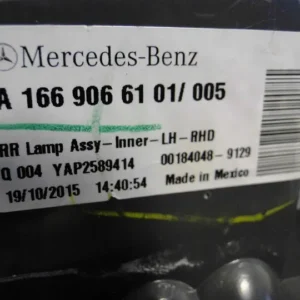 Mercedes-Benz
A 166 906 61 01/ 005
RR Lamp Assy-Inner-LH-RHD
Q 004 YAP2589414 00184048-9129
19/10/2015 14:40:54 Made in Mexico